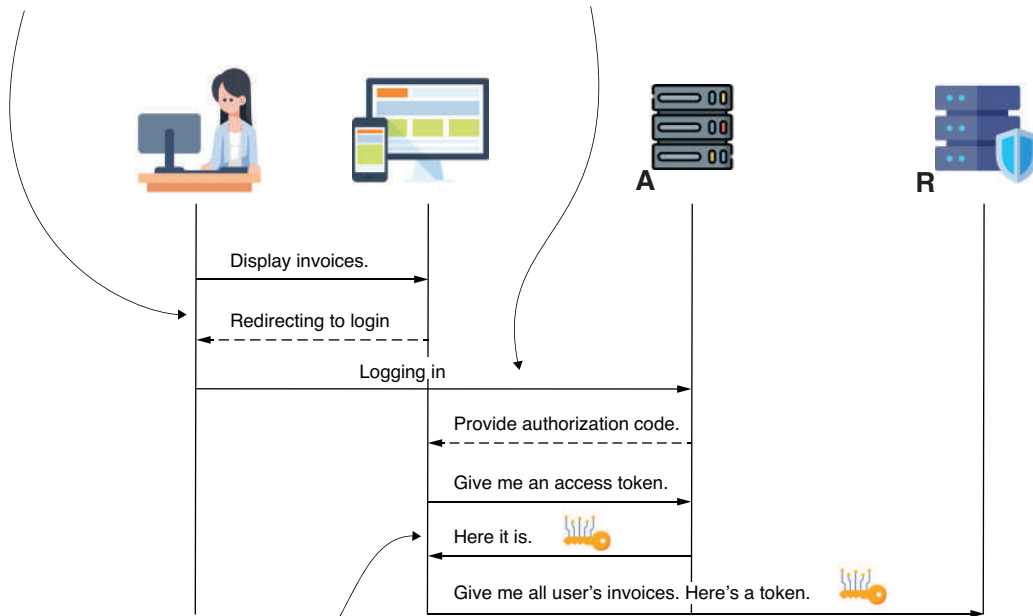 A
R
Display invoices.
Redirecting to login
Logging in
Provide authorization code.
Give me an access token.
Here it is.
Give me all user’s invoices. Here’s a token.